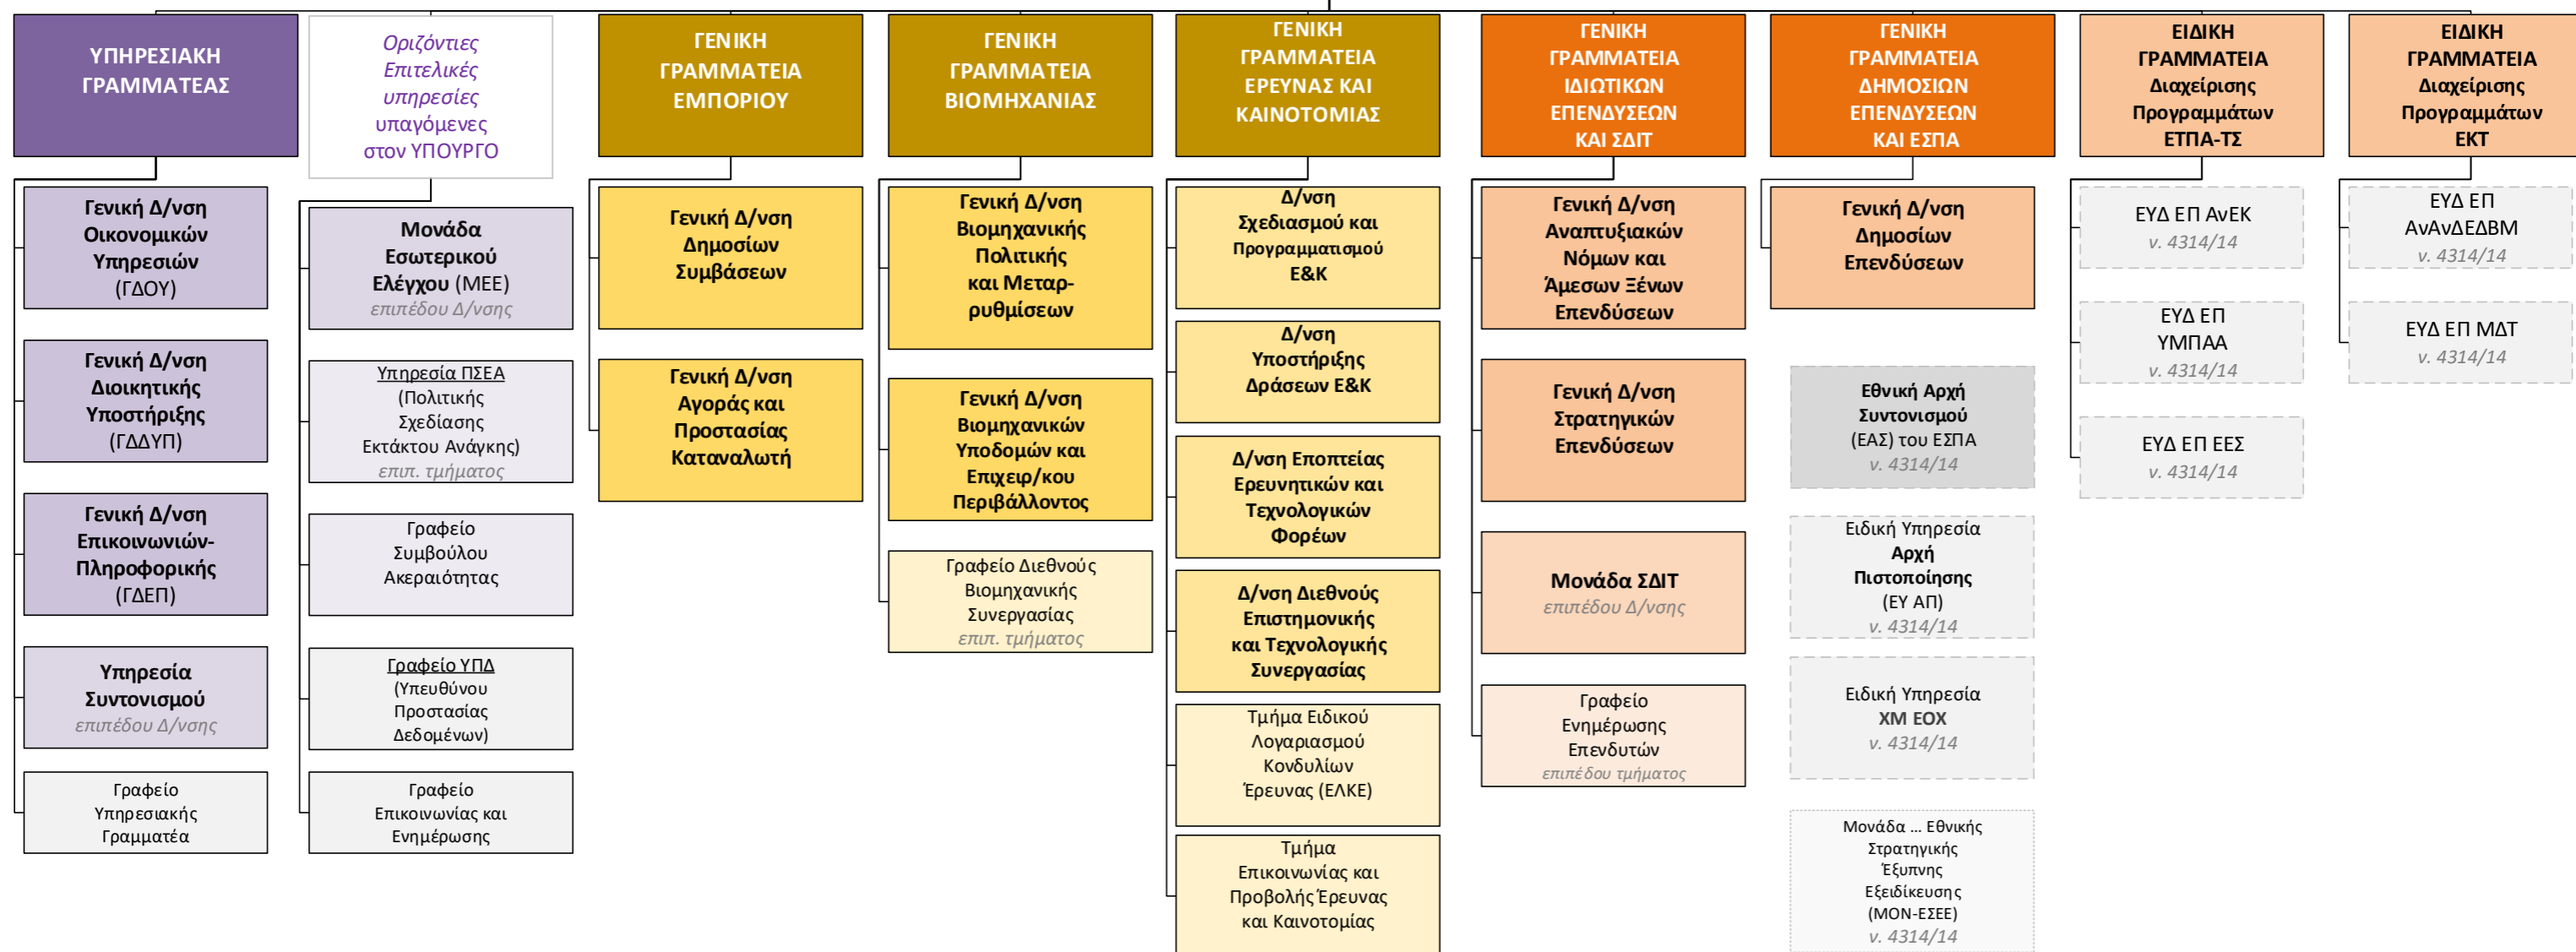 ΥΠΗΡΕΣΙΑΚΗ
ΓΡΑΜΜΑΤΕΑΣ
Γενική Δ/νση
Οικονομικών
Υπηρεσιών
(ΓΔΟΥ)
Γενική Δ/νση
Διοικητικής
Υποστήριξης
(ΓΔΔΥΠ)
Γενική Δ/νση
Επικοινωνιών-
Πληροφορικής
(ΓΔΕΠ)
Υπηρεσία
Συντονισμού
επιπέδου Δ/νσης
Γραφείο
Υπηρεσιακής
Γραμματέα
Οριζόντιες
Επιτελικές
υπηρεσίες
υπαγόμενες
στον ΥΠΟΥΡΓΟ
Μονάδα
Εσωτερικού
Ελέγχου (ΜΕΕ)
επιπέδου Δ/νσης
Υπηρεσία ΠΣΕΑ
(Πολιτικής
Σχεδίασης
Εκτάκτου Ανάγκης)
επιπ. τμήματος
Γραφείο
Συμβούλου
Ακεραιότητας
Γραφείο ΥΠΔ
(Υπευθύνου
Προστασίας
Δεδομένων)
Γραφείο
Επικοινωνίας και
Ενημέρωσης
ΓΕΝΙΚΗ
ΓΡΑΜΜΑΤΕΙΑ
ΕΜΠΟΡΙΟΥ
Γενική Δ/νση
Δημοσίων
Συμβάσεων
Γενική Δ/νση
Αγοράς και
Προστασίας
Καταναλωτή
ΓΕΝΙΚΗ
ΓΡΑΜΜΑΤΕΙΑ
ΒΙΟΜΗΧΑΝΙΑΣ
Γενική Δ/νση
Βιομηχανικής
Πολιτικής
και Μεταρ-
ρυθμίσεων
Γενική Δ/νση
Βιομηχανικών
Υποδομών και
Επιχειρ/κου
Περιβάλλοντος
Γραφείο Διεθνούς
Βιομηχανικής
Συνεργασίας
επιπ. τμήματος
ΓΕΝΙΚΗ
ΓΡΑΜΜΑΤΕΙΑ
ΕΡΕΥΝΑΣ ΚΑΙ
ΚΑΙΝΟΤΟΜΙΑΣ
Δ/νση
Σχεδιασμού και
Προγραμματισμού
Ε&Κ
Δ/νση
Υποστήριξης
Δράσεων Ε&Κ
Δ/νση Εποπτείας
Ερευνητικών και
Τεχνολογικών
Φορέων
Δ/νση Διεθνούς
Επιστημονικής
και Τεχνολογικής
Συνεργασίας
Τμήμα Ειδικού
Λογαριασμού
Κονδυλίων
Έρευνας (ΕΛΚΕ)
Τμήμα
Επικοινωνίας και
Προβολής Έρευνας
και Καινοτομίας
ΓΕΝΙΚΗ
ΓΡΑΜΜΑΤΕΙΑ
ΙΔΙΩΤΙΚΩΝ
ΕΠΕΝΔΥΣΕΩΝ
ΚΑΙ ΣΔΙΤ
Γενική Δ/νση
Αναπτυξιακών
Νόμων και
Άμεσων Ξένων
Επενδύσεων
Γενική Δ/νση
Στρατηγικών
Επενδύσεων
Μονάδα ΣΔΙΤ
επιπέδου Δ/νσης
Γραφείο
Ενημέρωσης
Επενδυτών
επιπέδου τμήματος
ΓΕΝΙΚΗ
ΓΡΑΜΜΑΤΕΙΑ
ΔΗΜΟΣΙΩΝ
ΕΠΕΝΔΥΣΕΩΝ
ΚΑΙ ΕΣΠΑ
Γενική Δ/νση
Δημοσίων
Επενδύσεων
Εθνική Αρχή
Συντονισμού
(ΕΑΣ) του ΕΣΠΑ
ν. 4314/14
Ειδική Υπηρεσία
Αρχή
Πιστοποίησης
(ΕΥ ΑΠ)
ν. 4314/14
Ειδική Υπηρεσία
ΧΜ ΕΟΧ
ν. 4314/14
Μονάδα ... Εθνικής
Στρατηγικής
Έξυπνης
Εξειδίκευσης
(ΜΟΝ-ΕΣΕΕ)
ν. 4314/14
ΕΙΔΙΚΗ
ΓΡΑΜΜΑΤΕΙΑ
Διαχείρισης
Προγραμμάτων
ΕΤΠΑ-ΤΣ
ΕΥΔ ΕΠ ΑνΕΚ
ν. 4314/14
ΕΥΔ ΕΠ
ΥΜΠΑΑ
ν. 4314/14
ΕΥΔ ΕΠ ΕΕΣ
ν. 4314/14
ΕΙΔΙΚΗ
ΓΡΑΜΜΑΤΕΙΑ
Διαχείρισης
Προγραμμάτων
ΕΚΤ
ΕΥΔ ΕΠ
ΑνΑνΔΕΔΒΜ
ν. 4314/14
ΕΥΔ ΕΠ ΜΔΤ
ν. 4314/14